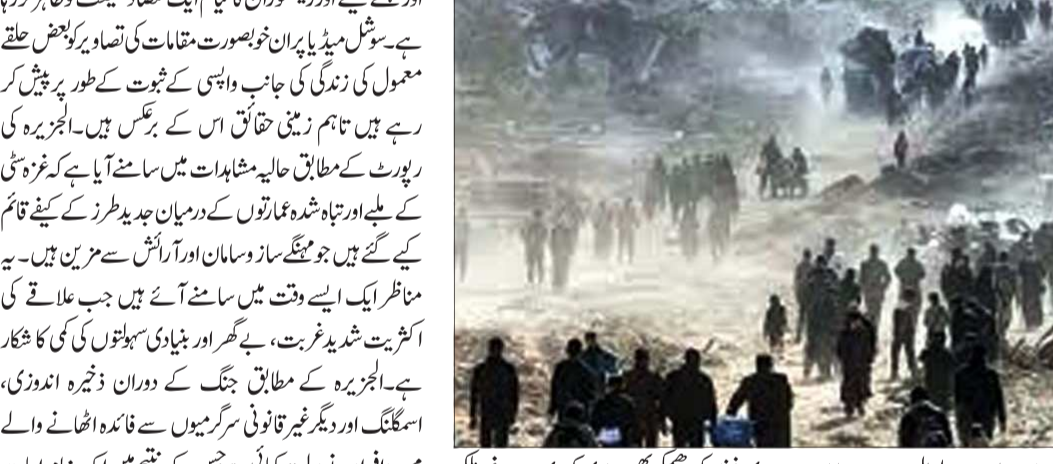 ہے۔سوشل میڈیا پر ان خوبصورت مقامات کی تصاویر کو بعض حلقے
معمول کی زندگی کی جانب واپسی کے ثبوت کے طور پر پیش کر
رہے ہیں تاہم زمینی حقائق اس کے برعکس ہیں۔الجزیرہ کی
رپورٹ کے مطابق حالیہ مشاہدات میں سامنے آیا ہے کہ غزہ سٹی
کے ملبے اور تباہ شدہ عمارتوں کے درمیان جدید طرز کے کیفے قائم
کیے گئے ہیں جو مہنگے ساز و سامان اور آرائش سے مزین ہیں۔ یہ
مناظر ایک ایسے وقت میں سامنے آئے ہیں جب علاقے کی
اکثریت شدید غربت، بے گھر اور بنیادی سہولتوں کی کمی کا شکار
ہے۔الجزیرہ کے مطابق جنگ کے دوران ذخیرہ اندوزی،
اسمگلنگ اور دیگر غیر قانونی سرگرمیوں سے فائدہ اٹھانے والے